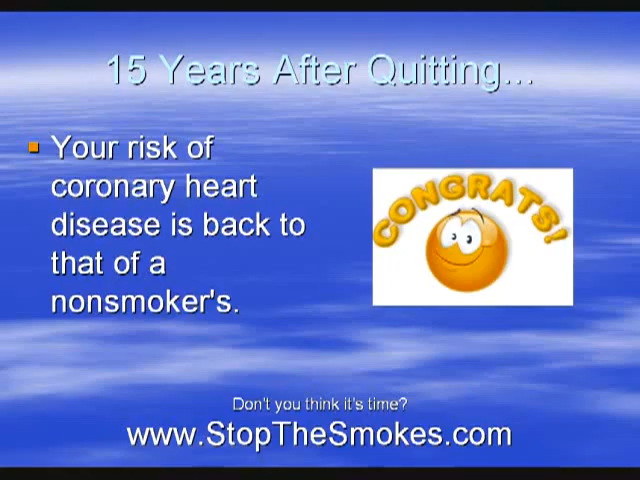 15 Years After Quitting...
Your risk of
coronary heart
disease is back to
that of a
nonsmoker's.
CONGRATS!
Don't you think it's time?
www.StopTheSmokes.com